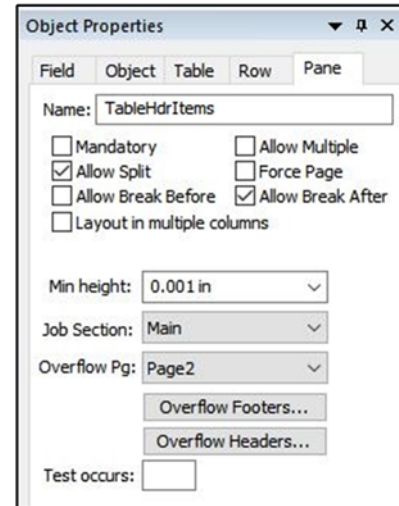 Object Properties
Field Object Table Row Pane
Name: TableHdrItems
Mandatory Allow Multiple
Allow Split Force Page
Allow Break Before Allow Break After
Layout in multiple columns
Min height: 0.001 in
Job Section: Main
Overflow Pg: Page2
Overflow Footers...
Overflow Headers...
Test occurs: